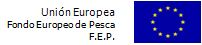 Unión Europea
Fondo Europeo de Pesca
F.E.P.